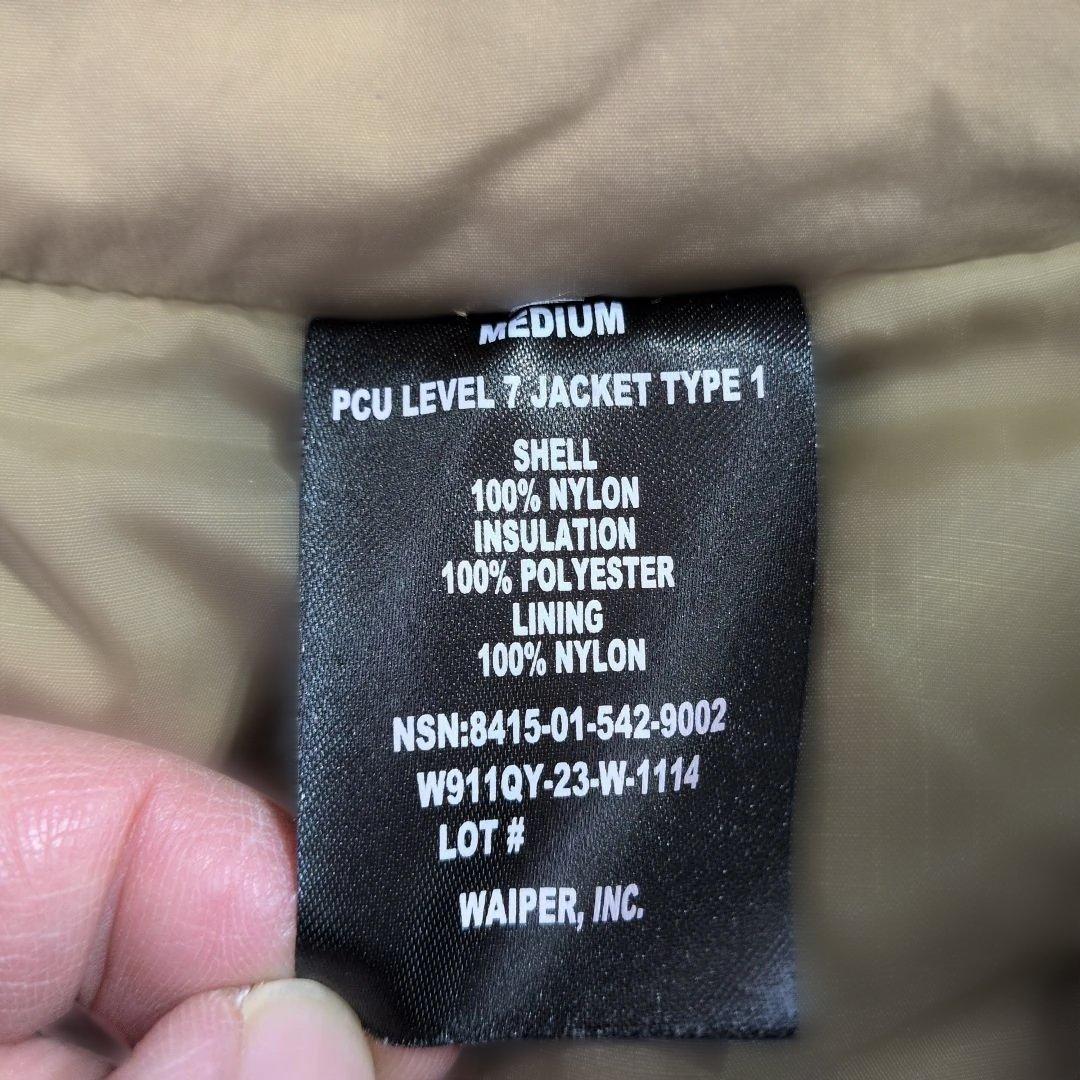 MEDIUM
PCU LEVEL 7 JACKET TYPE 1
SHELL
100% NYLON
INSULATION
100% POLYESTER
LINING
100% NYLON
NSN:8415-01-542-9002
W911QY-23-W-1114
LOT #
WAIPER, INC.